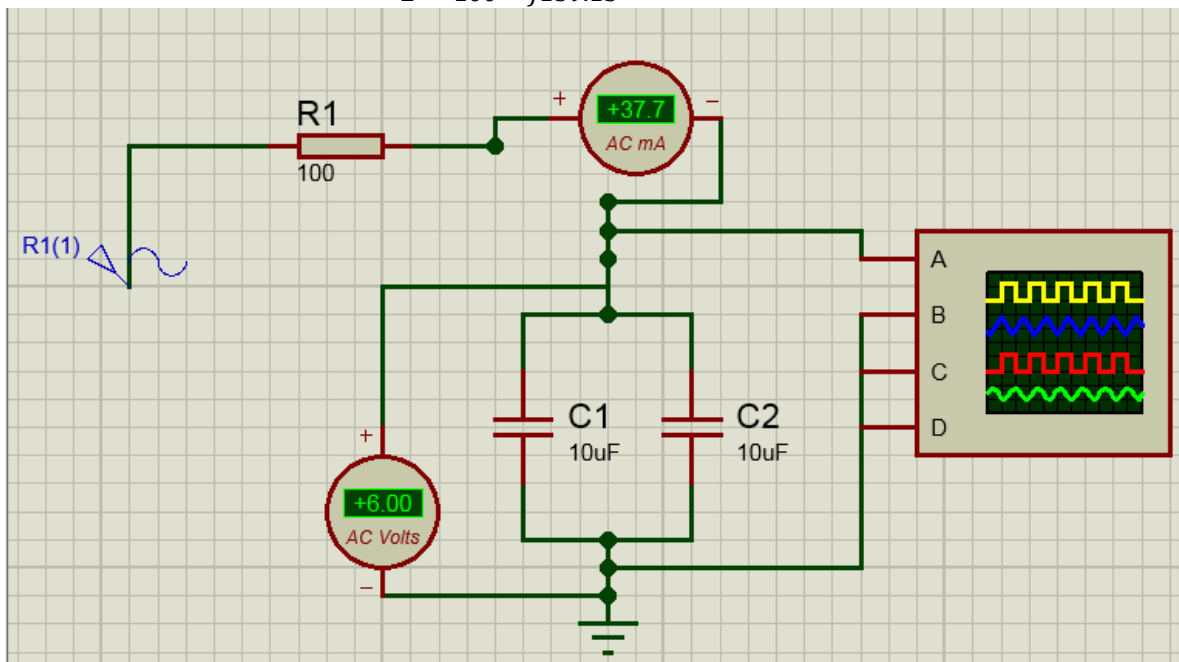 R1
100
R1(1)
+
+37.7
AC mA
−
A
B
C
D
C1
10uF
C2
10uF
+
+6.00
AC Volts
−